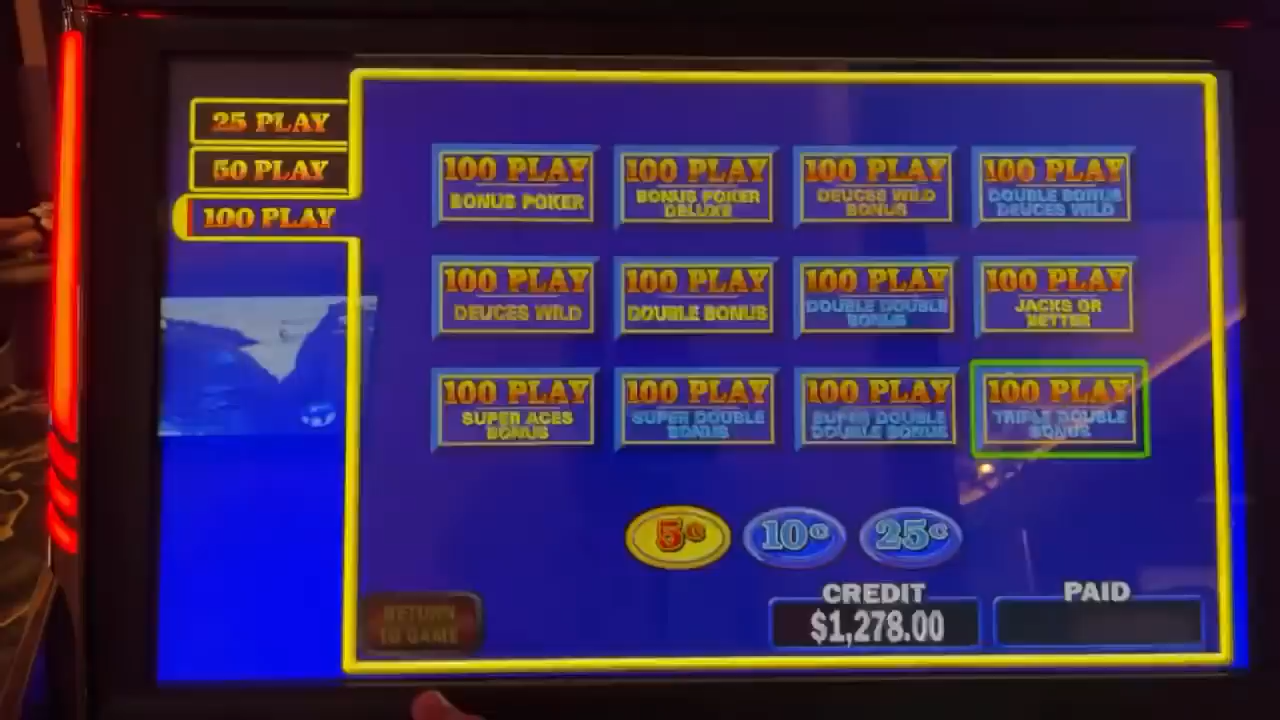 25 PLAY
50 PLAY
100 PLAY
100 PLAY
BONUS POKER
100 PLAY
BONUS POKER
DELUXE
100 PLAY
DEUCES WILD
BONUS
100 PLAY
DOUBLE BONUS
DEUCES WILD
100 PLAY
DEUCES WILD
100 PLAY
DOUBLE BONUS
100 PLAY
DOUBLE DOUBLE
BONUS
100 PLAY
JACKS OR
BETTER
100 PLAY
SUPER ACES
BONUS
100 PLAY
SUPER DOUBLE
BONUS
100 PLAY
SUPER DOUBLE
DOUBLE BONUS
100 PLAY
TRIPLE DOUBLE
BONUS
5¢ 10¢ 25¢
RETURN
TO GAME
CREDIT
$1,278.00
PAID